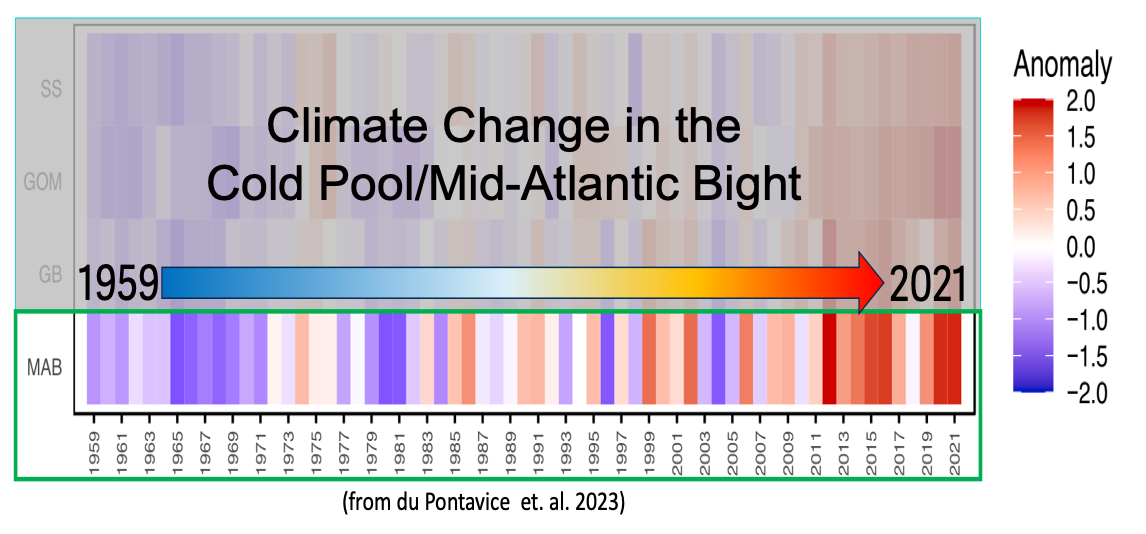 Climate Change in the
Cold Pool/Mid-Atlantic Bight
SS
GOM
GB
1959
2021
MAB
1959 1961 1963 1965 1967 1969 1971 1973 1975 1977 1979 1981 1983 1985 1987 1989 1991 1993 1995 1997 1999 2001 2003 2005 2007 2009 2011 2013 2015 2017 2019 2021
(from du Pontavice et. al. 2023)
Anomaly
2.0
1.5
1.0
0.5
0.0
−0.5
−1.0
−1.5
−2.0